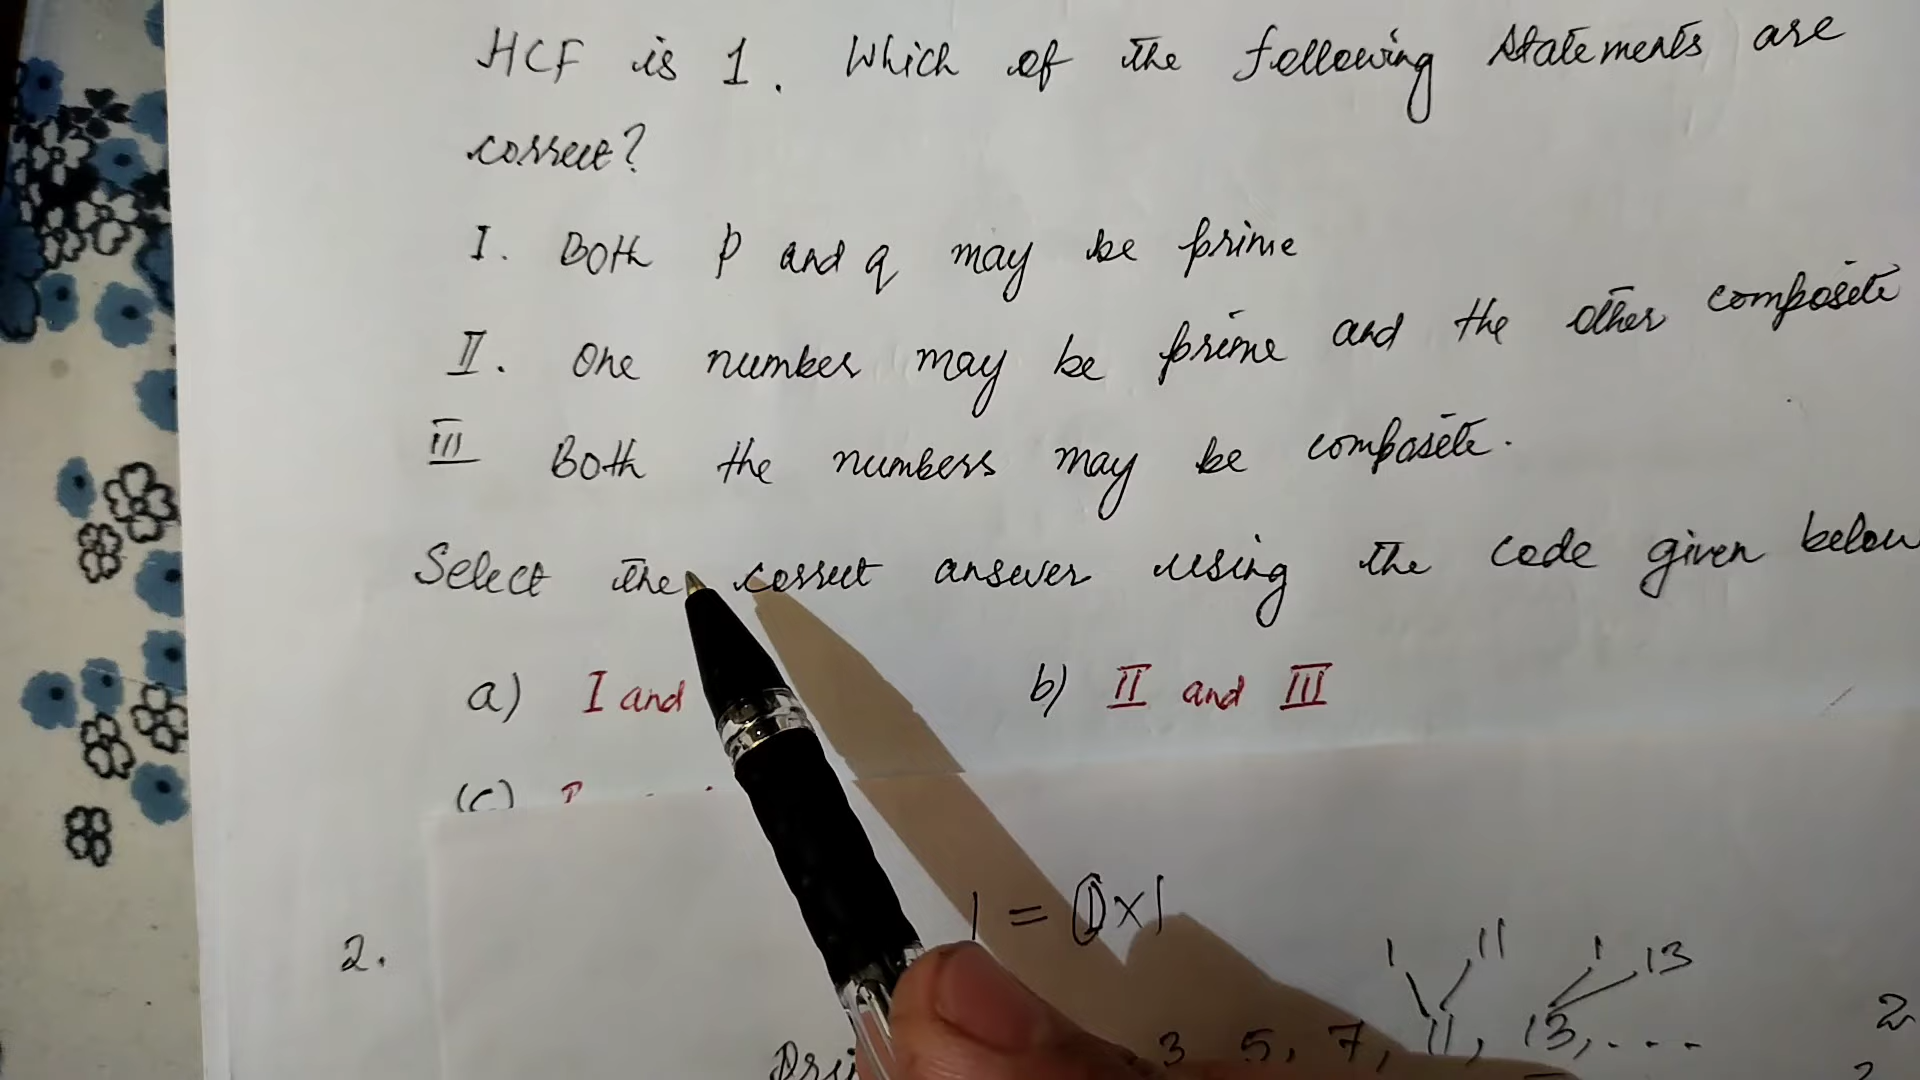 HCF is 1. Which of the following statements are
correct?
I. Both p and q may be prime
II. One number may be prime and the other composite
III Both the numbers may be composite.
Select the correct answer using the code given below
a) I and b) II and III
(c)
1 = 1x1
2.
1 11 1 13
3 5, 7, 11, 13, . . .
2